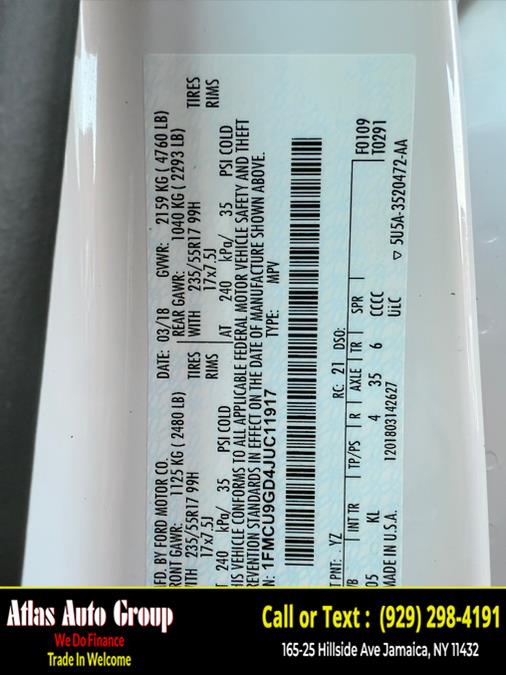 MFD. BY FORD MOTOR CO.
DATE: 03/18 GVWR: 2159 KG ( 4760 LB)
FRONT GAWR: 1125 KG ( 2480 LB)
REAR GAWR: 1040 KG ( 2293 LB)
WITH 235/55R17 99H TIRES
WITH 235/55R17 99H TIRES
17x7.5J RIMS
17x7.5J RIMS
AT 240 kPa/ 35 PSI COLD
AT 240 kPa/ 35 PSI COLD
THIS VEHICLE CONFORMS TO ALL APPLICABLE FEDERAL MOTOR VEHICLE SAFETY AND THEFT
PREVENTION STANDARDS IN EFFECT ON THE DATE OF MANUFACTURE SHOWN ABOVE.
VIN: 1FMCU9GD4JUC11917
TYPE: MPV
EXT PNT: YZ RC: 21 DSO:
F0109
T0291
WB INT TR TP/PS R AXLE TR SPR
105 KL 4 35 6 CCCC
UiLC
MADE IN U.S.A. 1201803142627
▽ 5U5A-3520472-AA
Atlas Auto Group
We Do Finance
Trade In Welcome
Call or Text : (929) 298-4191
165-25 Hillside Ave Jamaica, NY 11432